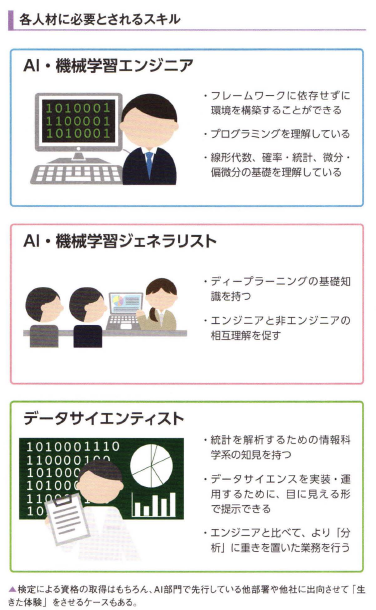 各人材に必要とされるスキル
AI・機械学習エンジニア
1010001
1100001
1010001
・フレームワークに依存せずに
環境を構築することができる
・プログラミングを理解している
・線形代数、確率・統計、微分・
偏微分の基礎を理解している
AI・機械学習ジェネラリスト
・ディープラーニングの基礎知
識を持つ
・エンジニアと非エンジニアの
相互理解を促す
データサイエンティスト
1010001110
110000100
・統計を解析するための情報科
学系の知見を持つ
・データサイエンスを実装・運
用するために、目に見える形
で提示できる
・エンジニアと比べて、より「分
析」に重きを置いた業務を行う
▲検定による資格の取得はもちろん、AI部門で先行している他部署や他社に出向させて「生
きた体験」をさせるケースもある。